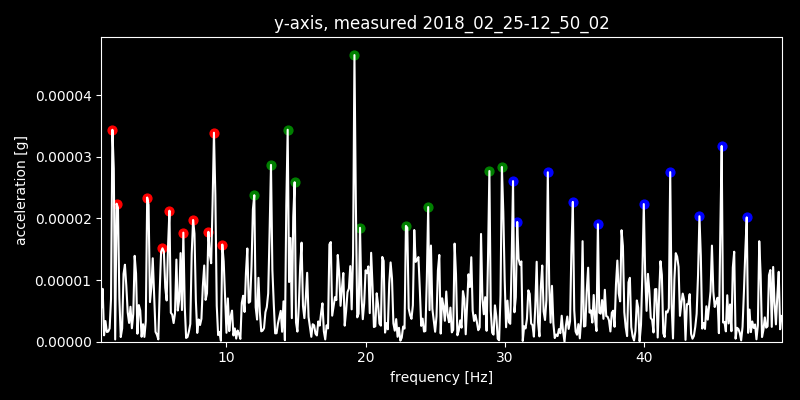 y-axis, measured 2018_02_25-12_50_02
acceleration [g]
0.00004
0.00003
0.00002
0.00001
0.00000
10 20 30 40
frequency [Hz]